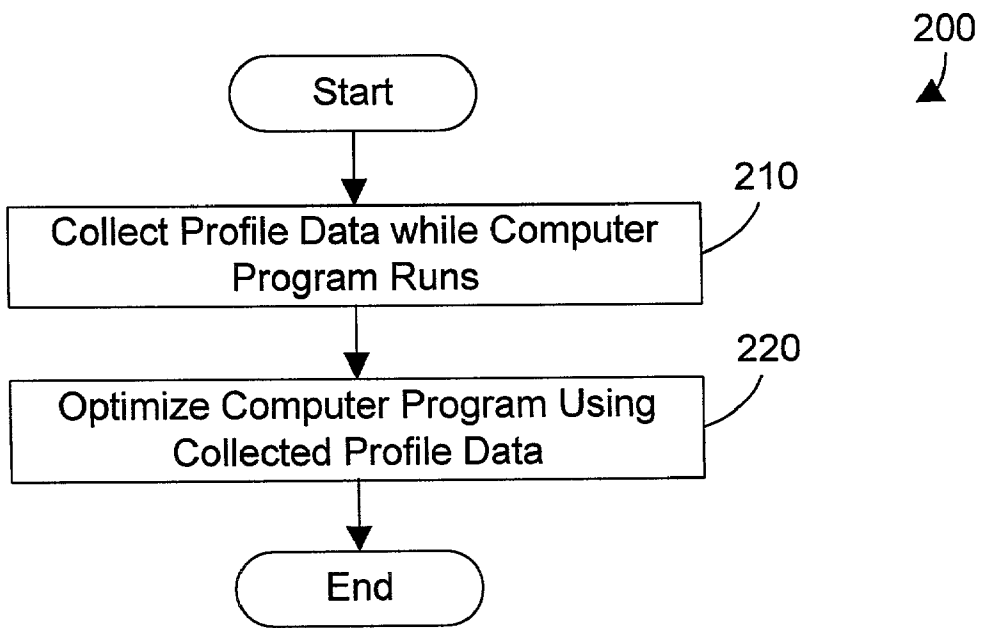 200
Start
210
Collect Profile Data while Computer
Program Runs
220
Optimize Computer Program Using
Collected Profile Data
End